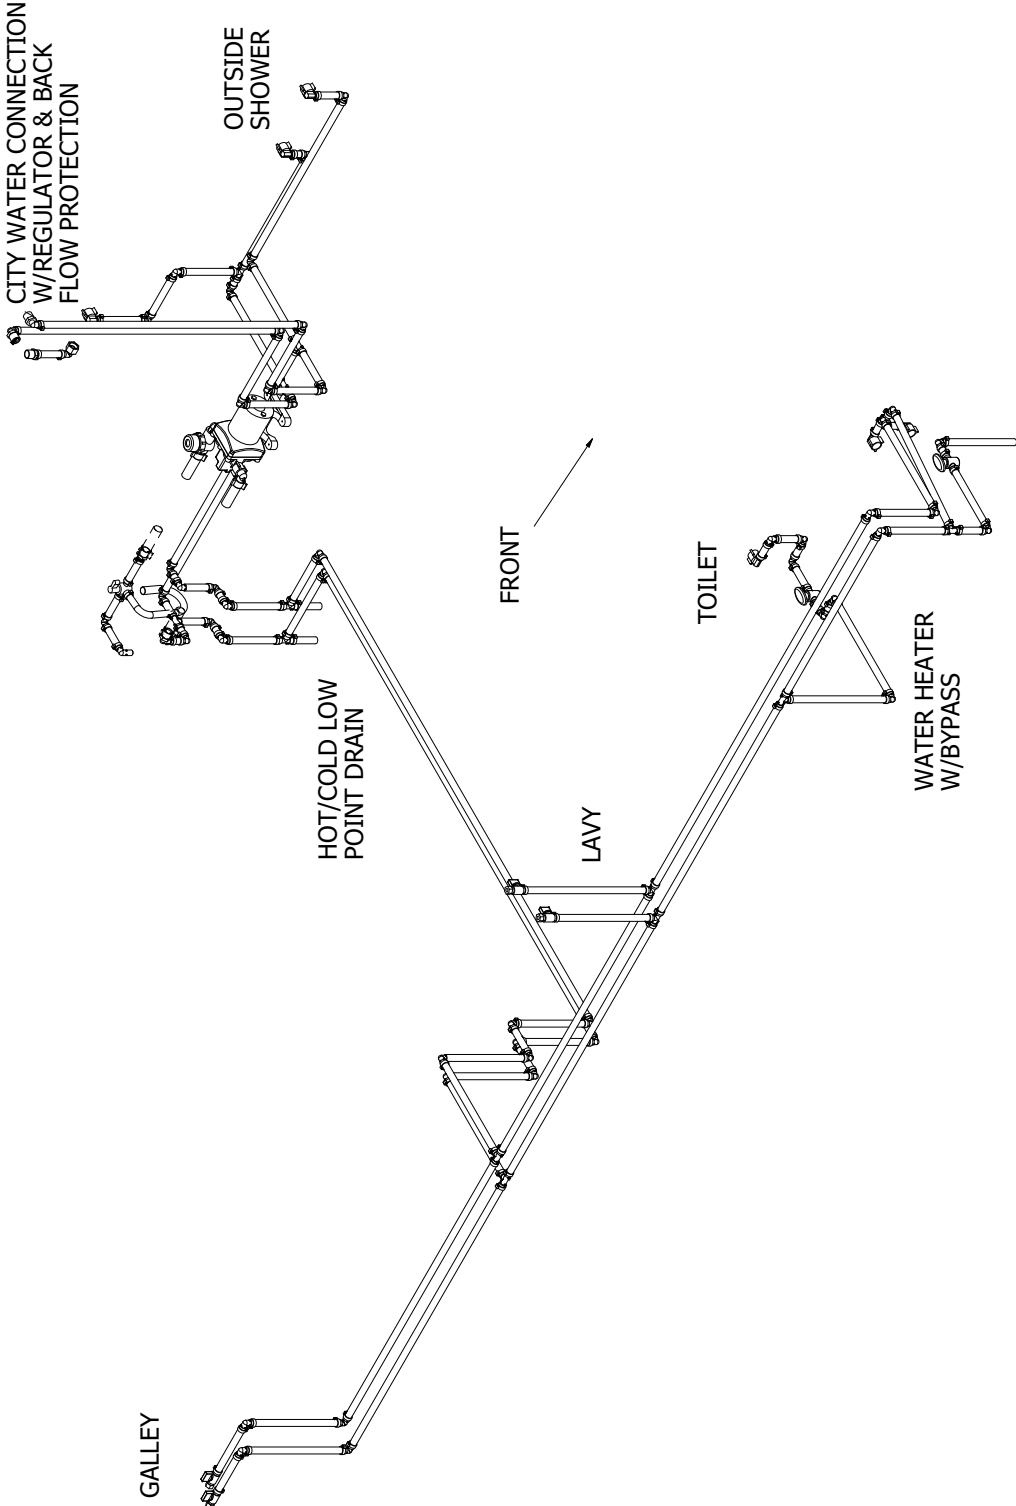 CITY WATER CONNECTION
W/REGULATOR & BACK
FLOW PROTECTION
OUTSIDE
SHOWER
FRONT
TOILET
HOT/COLD LOW
POINT DRAIN
LAVY
WATER HEATER
W/BYPASS
GALLEY